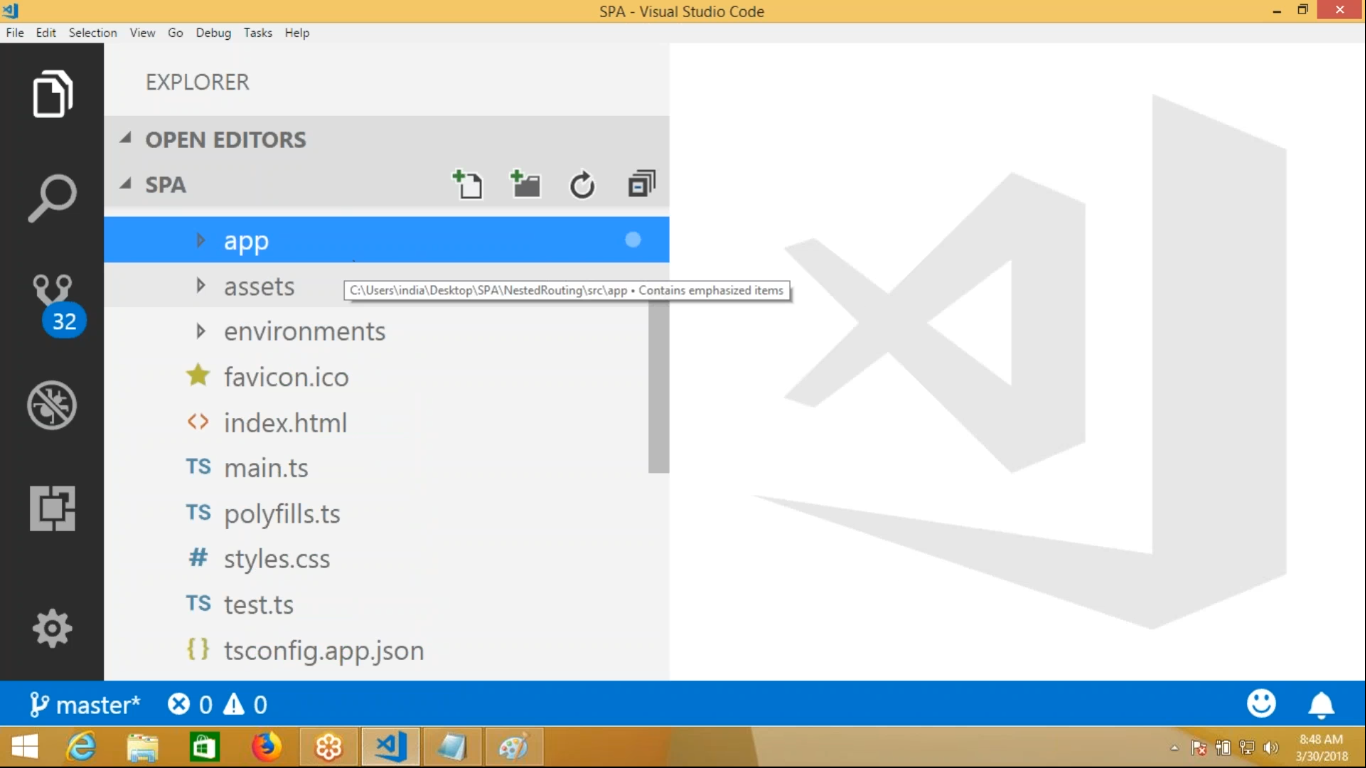 SPA - Visual Studio Code
File Edit Selection View Go Debug Tasks Help
EXPLORER
OPEN EDITORS
SPA
app
assets
C:\Users\india\Desktop\SPA\NestedRouting\src\app • Contains emphasized items
environments
32
favicon.ico
<> index.html
TS main.ts
TS polyfills.ts
# styles.css
TS test.ts
{} tsconfig.app.json
master* 0 0
8:48 AM
3/30/2018